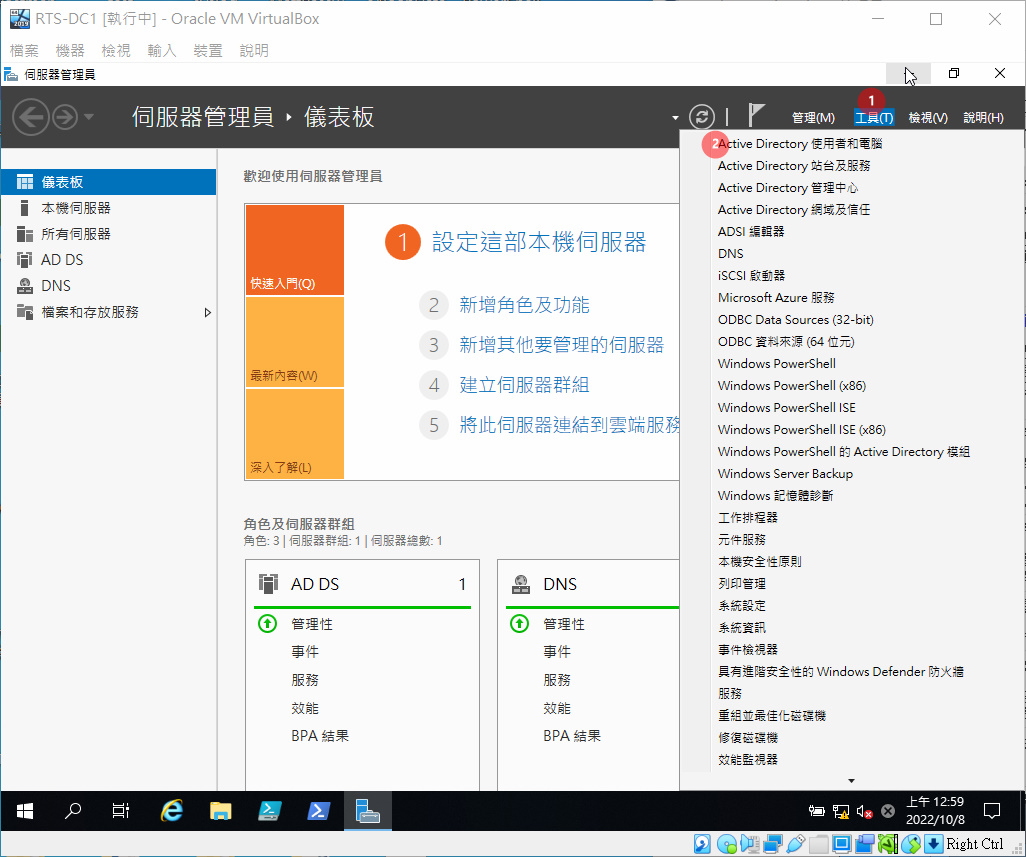 RTS-DC1 [執行中] - Oracle VM VirtualBox
檔案 機器 檢視 輸入 裝置 說明
伺服器管理員
伺服器管理員 ‣ 儀表板
管理(M) 工具(T) 檢視(V) 說明(H)
1
2
儀表板
本機伺服器
所有伺服器
AD DS
DNS
檔案和存放服務
歡迎使用伺服器管理員
快速入門(Q)
最新內容(W)
深入了解(L)
1 設定這部本機伺服器
2 新增角色及功能
3 新增其他要管理的伺服器
4 建立伺服器群組
5 將此伺服器連結到雲端服務
角色及伺服器群組
角色: 3 | 伺服器群組: 1 | 伺服器總數: 1
AD DS 1
管理性
事件
服務
效能
BPA 結果
DNS
管理性
事件
服務
效能
BPA 結果
Active Directory 使用者和電腦
Active Directory 站台及服務
Active Directory 管理中心
Active Directory 網域及信任
ADSI 編輯器
DNS
iSCSI 啟動器
Microsoft Azure 服務
ODBC Data Sources (32-bit)
ODBC 資料來源 (64 位元)
Windows PowerShell
Windows PowerShell (x86)
Windows PowerShell ISE
Windows PowerShell ISE (x86)
Windows PowerShell 的 Active Directory 模組
Windows Server Backup
Windows 記憶體診斷
工作排程器
元件服務
本機安全性原則
列印管理
系統設定
系統資訊
事件檢視器
具有進階安全性的 Windows Defender 防火牆
服務
重組並最佳化磁碟機
修復磁碟機
效能監視器
上午 12:59
2022/10/8
Right Ctrl